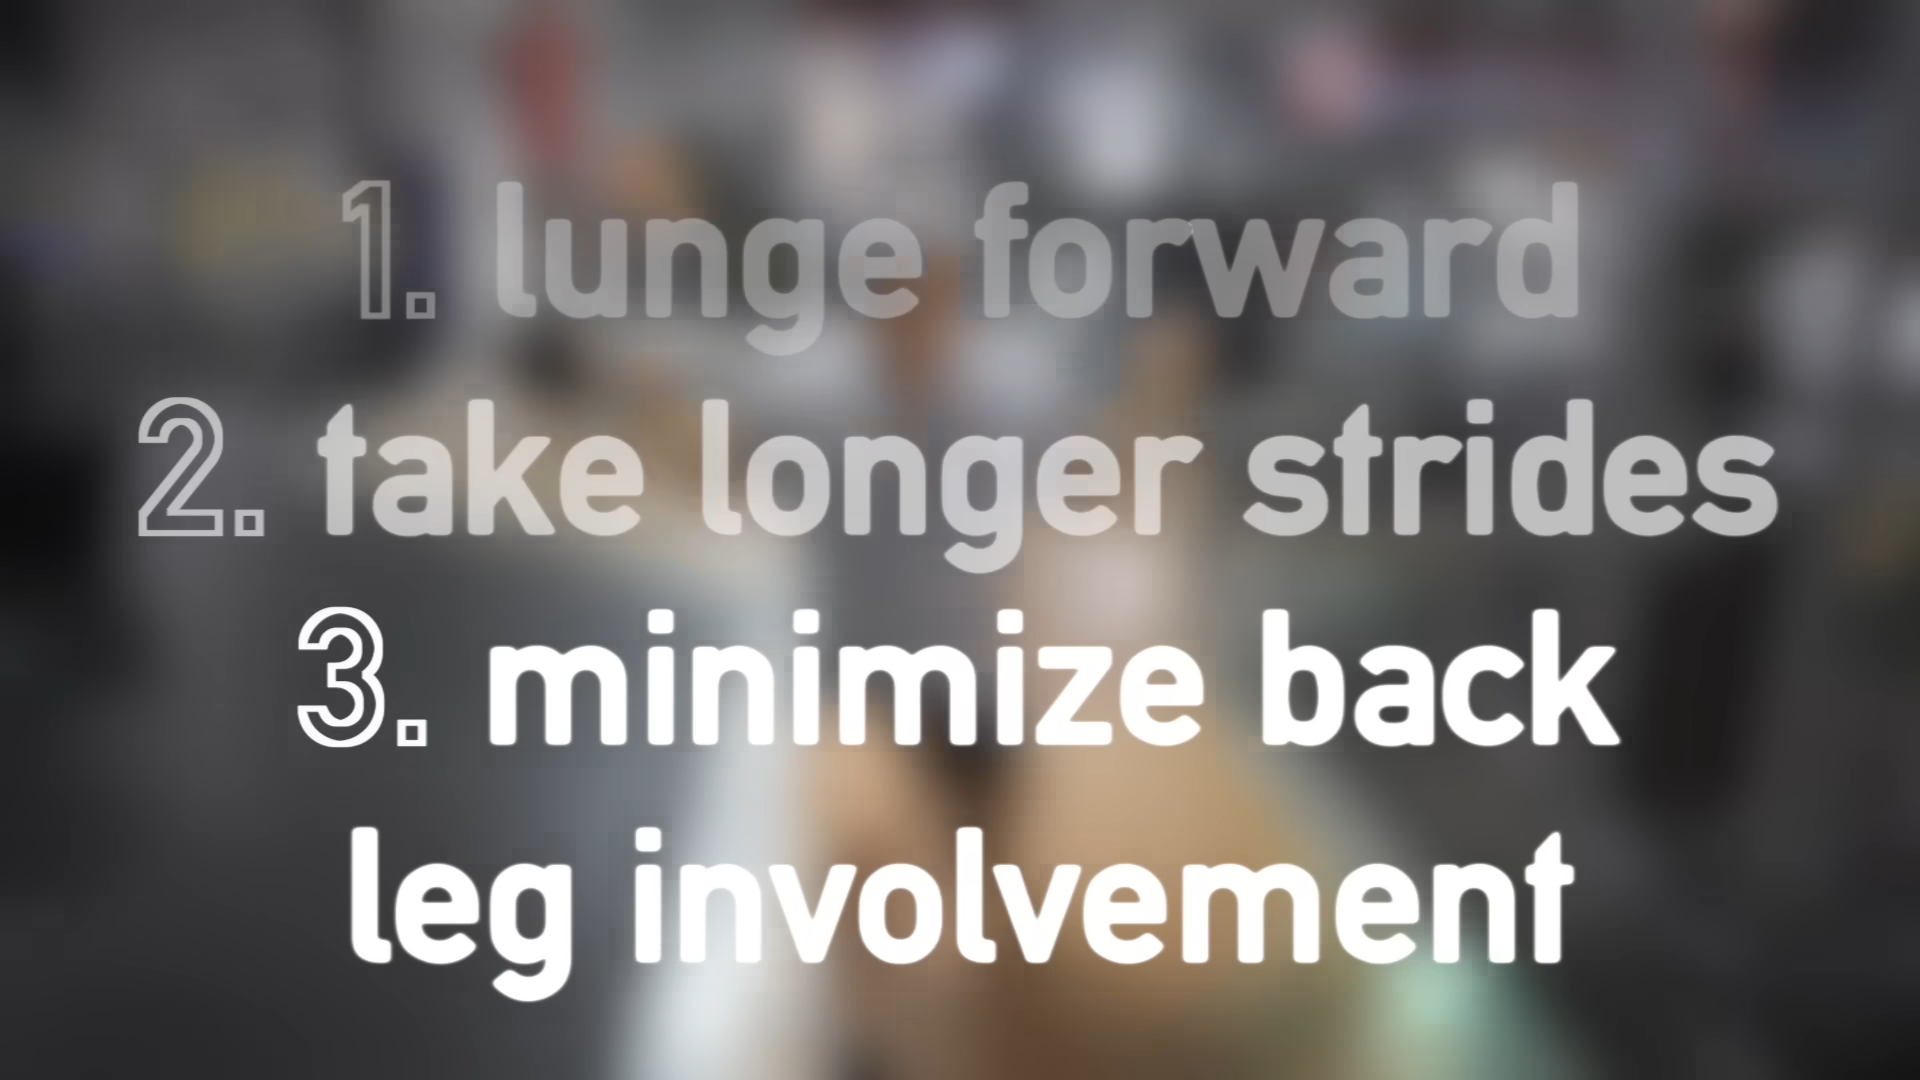 1. lunge forward
2. take longer strides
3. minimize back
leg involvement